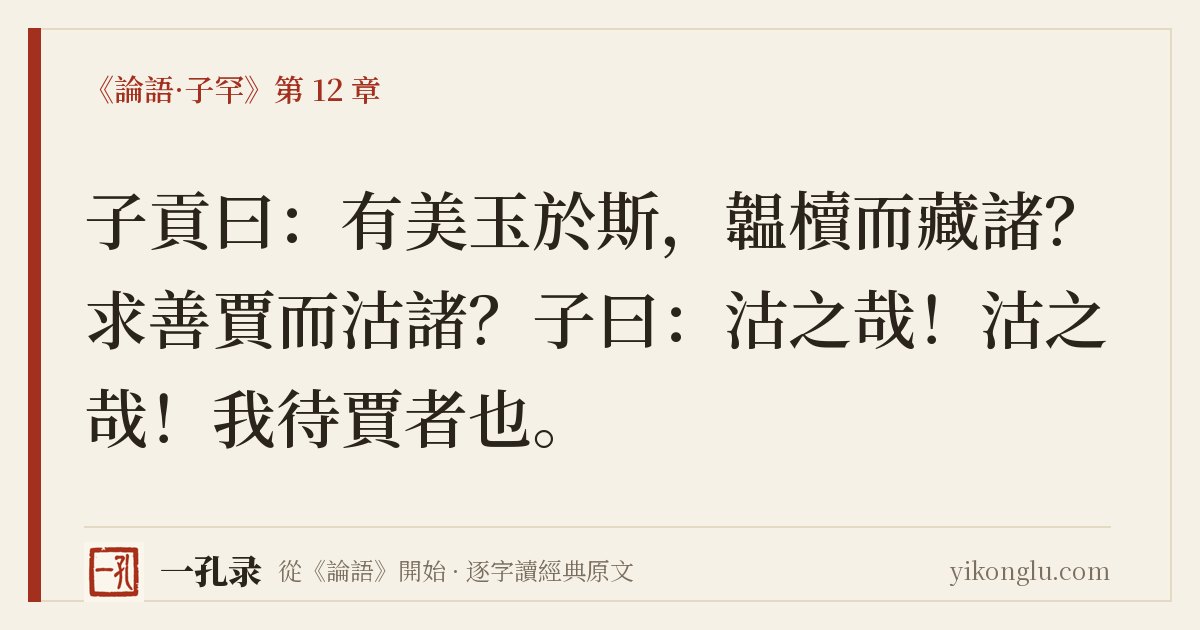 《論語·子罕》第 12 章
子貢曰：有美玉於斯，韞櫝而藏諸？
求善賈而沽諸？子曰：沽之哉！沽之
哉！我待賈者也。
一孔
一孔录 從《論語》開始 · 逐字讀經典原文 yikonglu.com